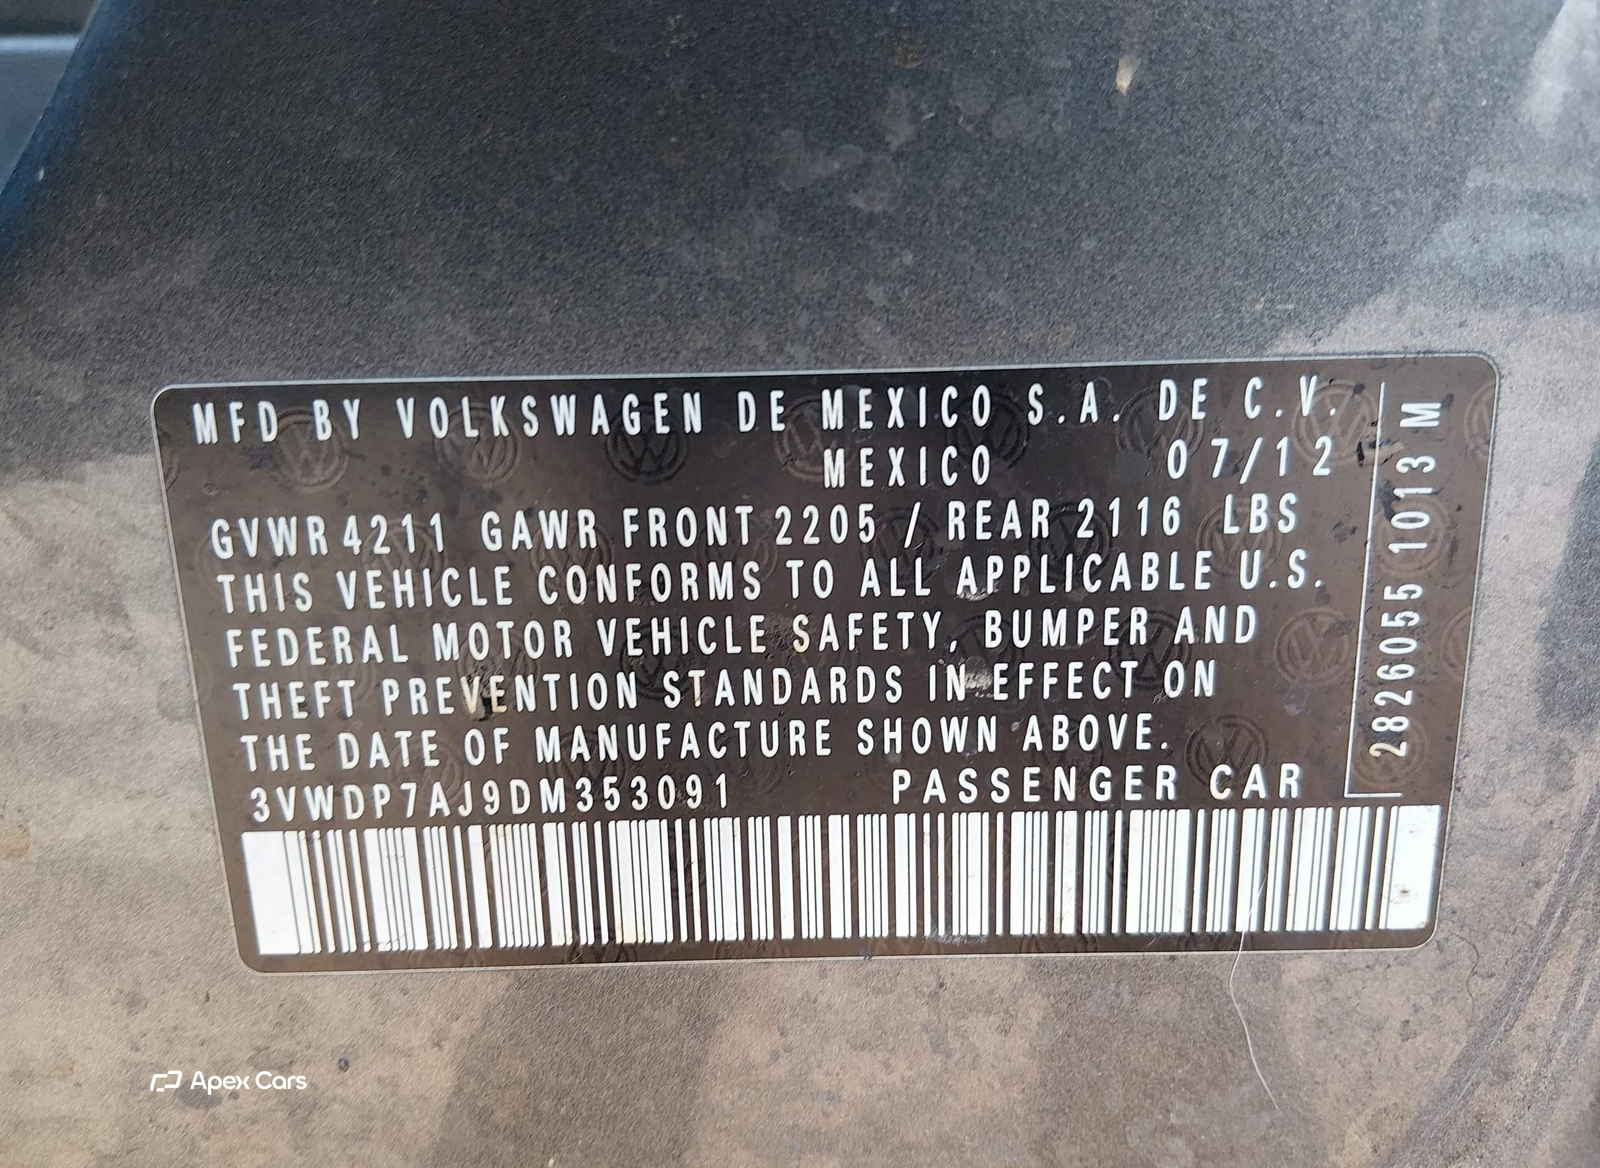 MFD BY VOLKSWAGEN DE MEXICO S.A. DE C.V.
MEXICO 07/12
GVWR 4211 GAWR FRONT 2205 / REAR 2116 LBS
THIS VEHICLE CONFORMS TO ALL APPLICABLE U.S.
FEDERAL MOTOR VEHICLE SAFETY, BUMPER AND
THEFT PREVENTION STANDARDS IN EFFECT ON
THE DATE OF MANUFACTURE SHOWN ABOVE.
3VWDP7AJ9DM353091 PASSENGER CAR
2826055 1013 M
Apex Cars